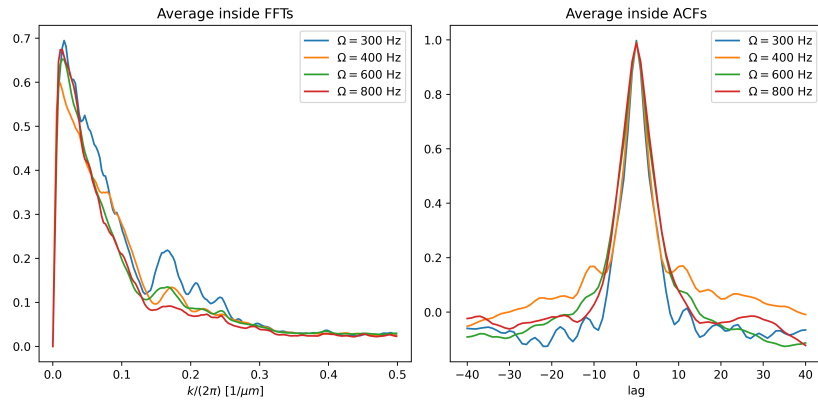 Average inside FFTs
0.7
0.6
0.5
0.4
0.3
0.2
0.1
0.0
0.0 0.1 0.2 0.3 0.4 0.5
k/(2π) [1/μm]
Ω = 300 Hz
Ω = 400 Hz
Ω = 600 Hz
Ω = 800 Hz
Average inside ACFs
1.0
0.8
0.6
0.4
0.2
0.0
−40 −30 −20 −10 0 10 20 30 40
lag
Ω = 300 Hz
Ω = 400 Hz
Ω = 600 Hz
Ω = 800 Hz